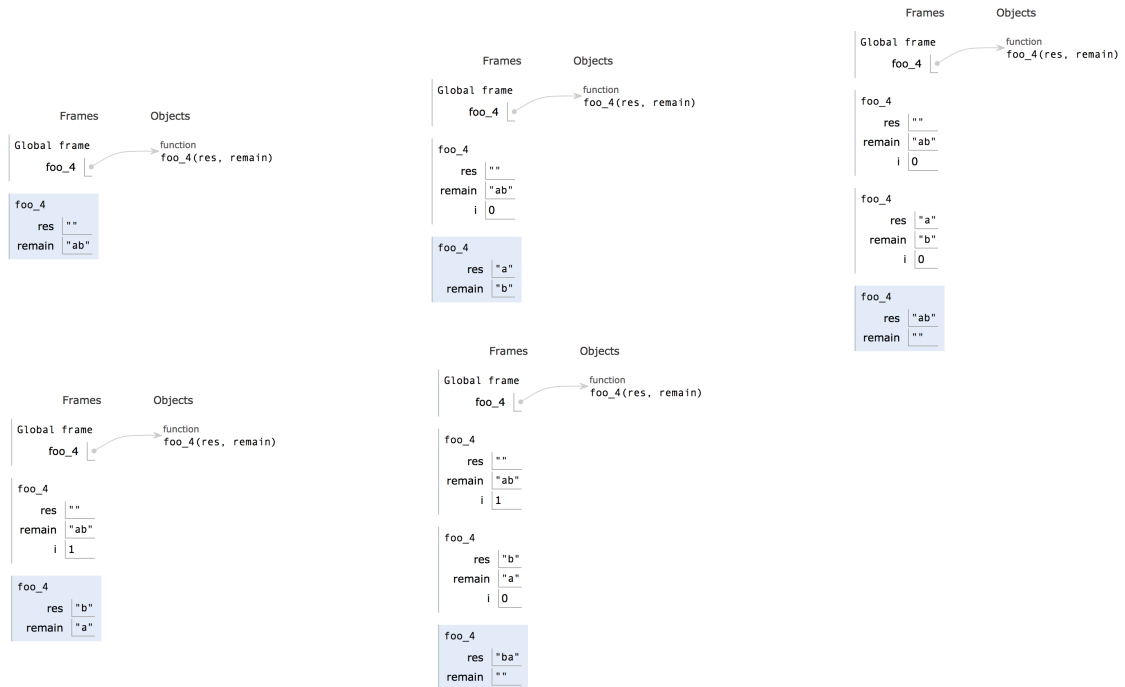 Frames Objects
Global frame
foo_4
function
foo_4(res, remain)
foo_4
res ""
remain "ab"
Frames Objects
Global frame
foo_4
function
foo_4(res, remain)
foo_4
res ""
remain "ab"
i 0
foo_4
res "a"
remain "b"
Frames Objects
Global frame
foo_4
function
foo_4(res, remain)
foo_4
res ""
remain "ab"
i 0
foo_4
res "a"
remain "b"
i 0
foo_4
res "ab"
remain ""
Frames Objects
Global frame
foo_4
function
foo_4(res, remain)
foo_4
res ""
remain "ab"
i 1
foo_4
res "b"
remain "a"
Frames Objects
Global frame
foo_4
function
foo_4(res, remain)
foo_4
res ""
remain "ab"
i 1
foo_4
res "b"
remain "a"
i 0
foo_4
res "ba"
remain ""